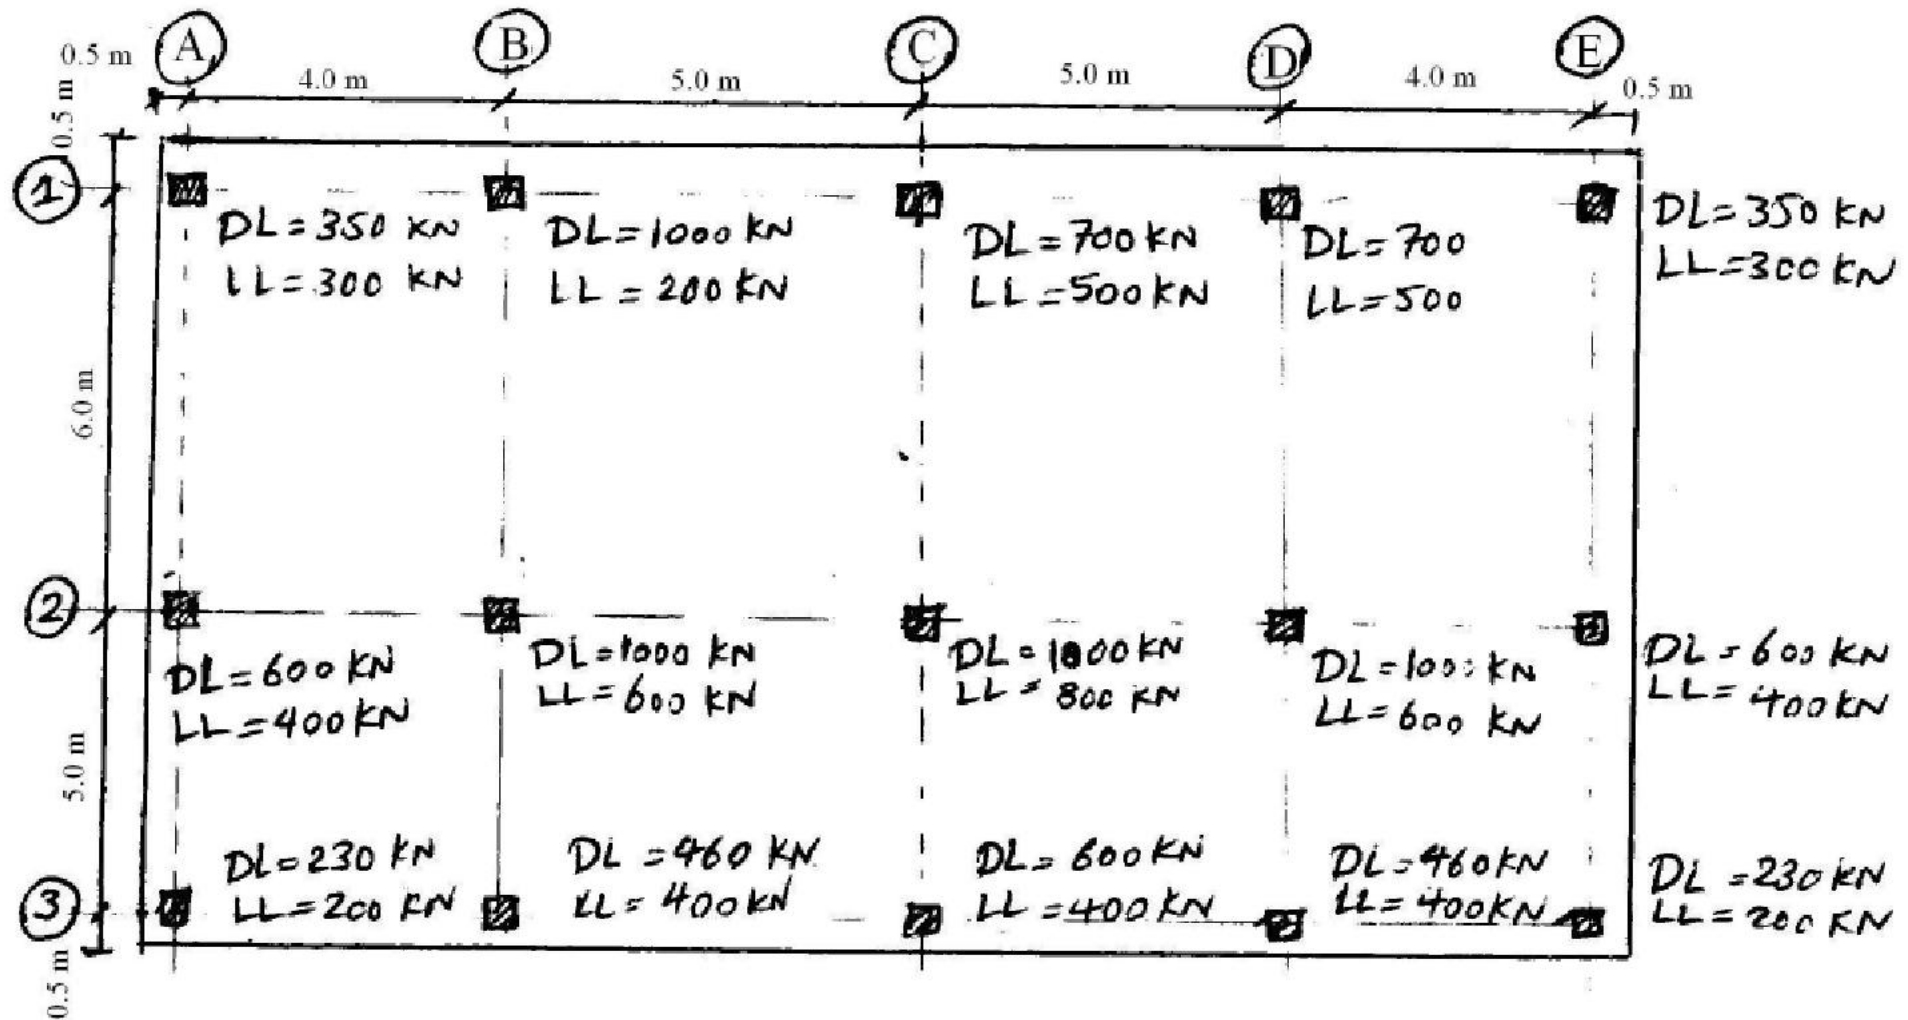 A
B
C
D
E
0.5 m
4.0 m
5.0 m
5.0 m
4.0 m
0.5 m
0.5 m
1
DL=350 KN
LL=300 KN
DL=1000 KN
LL=200 KN
DL=700 KN
LL=500 KN
DL=700
LL=500
DL=350 KN
LL=300 KN
6.0 m
2
DL=600 KN
LL=400 KN
DL=1000 KN
LL=600 KN
DL=1000 KN
LL=800 KN
DL=1000 KN
LL=600 KN
DL=600 KN
LL=400 KN
5.0 m
3
DL=230 KN
LL=200 KN
DL=460 KN
LL=400 KN
DL=600 KN
LL=400 KN
DL=460 KN
LL=400 KN
DL=230 KN
LL=200 KN
0.5 m